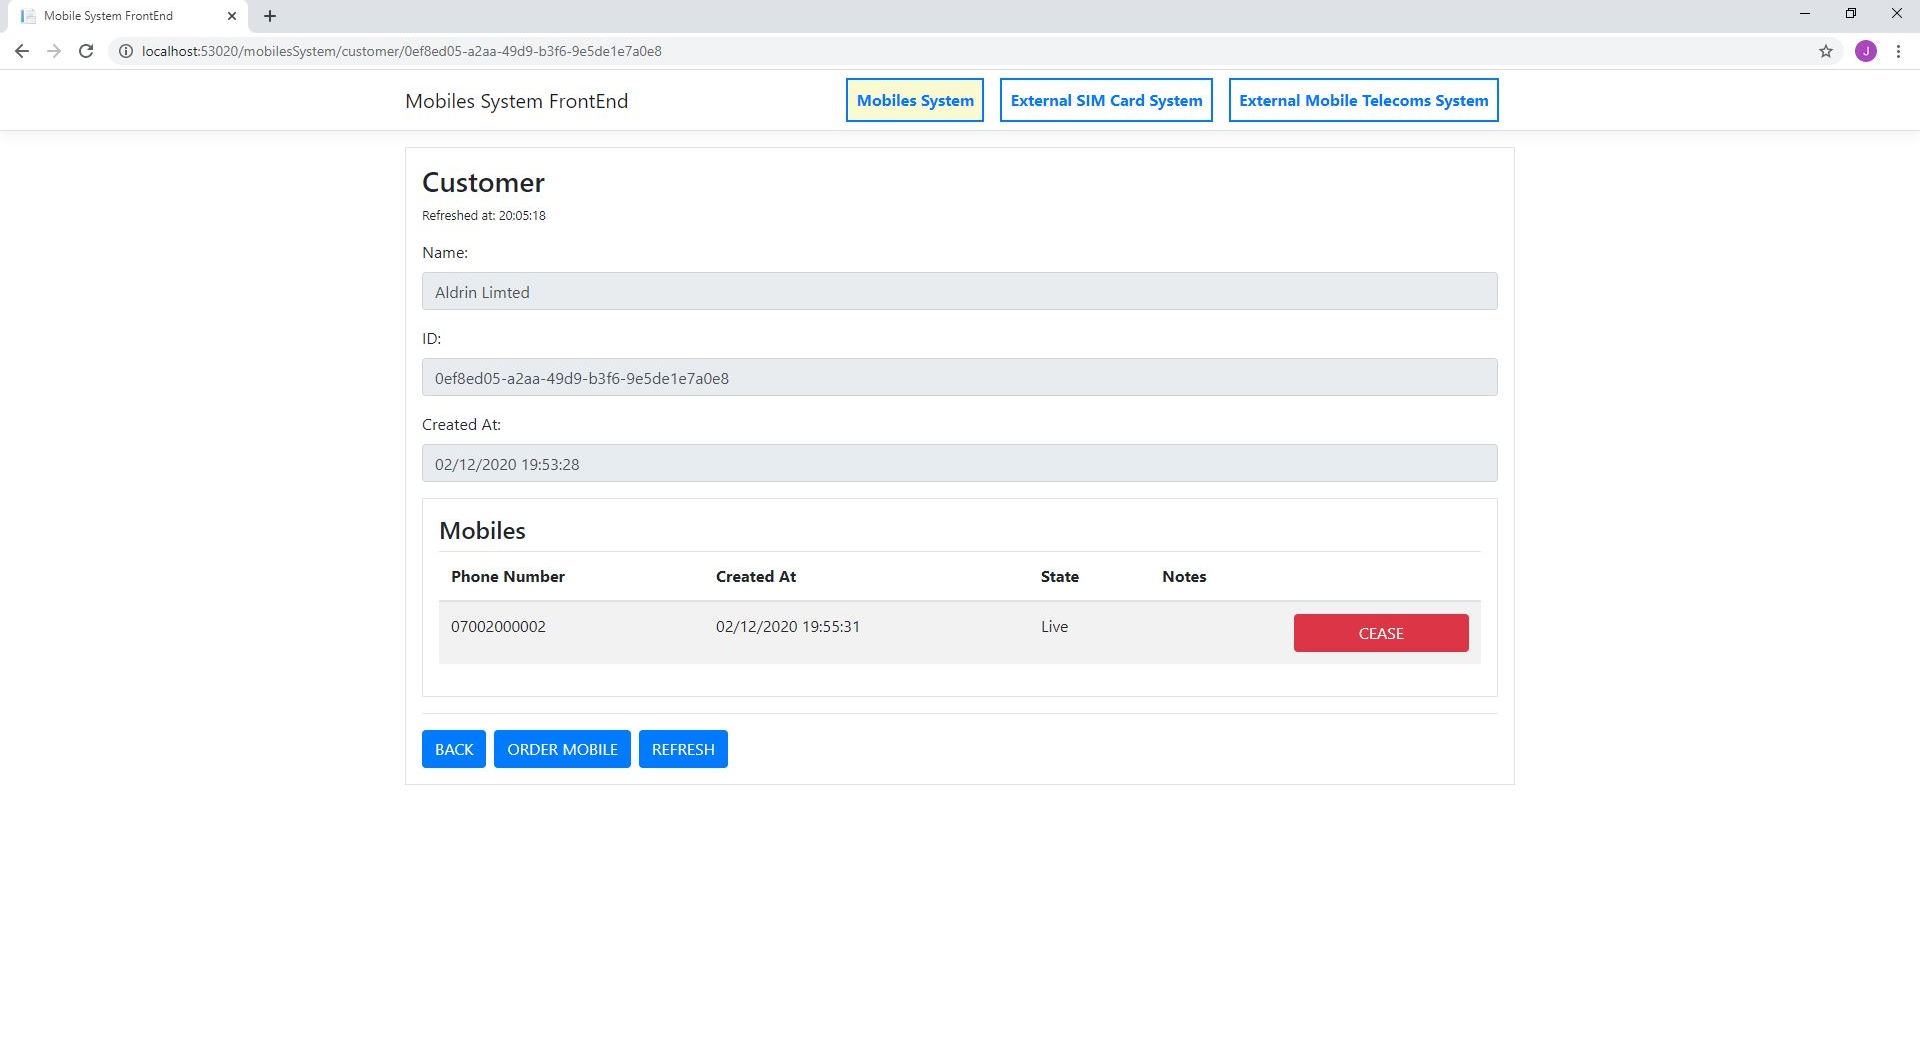 Mobile System FrontEnd
localhost:53020/mobilesSystem/customer/0ef8ed05-a2aa-49d9-b3f6-9e5de1e7a0e8
J
Mobiles System FrontEnd
Mobiles System
External SIM Card System
External Mobile Telecoms System
Customer
Refreshed at: 20:05:18
Name:
Aldrin Limted
ID:
0ef8ed05-a2aa-49d9-b3f6-9e5de1e7a0e8
Created At:
02/12/2020 19:53:28
Mobiles
Phone Number Created At State Notes
07002000002 02/12/2020 19:55:31 Live CEASE
BACK ORDER MOBILE REFRESH